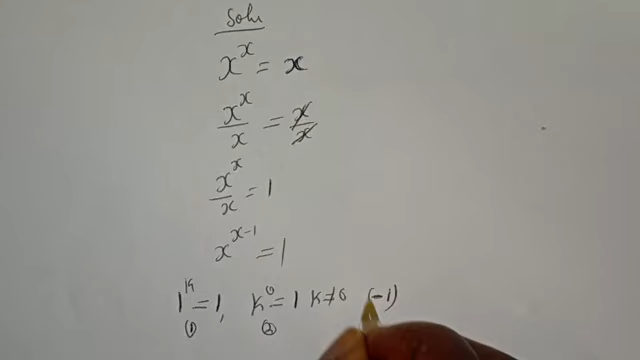 Soln
x^x = x
x^x/x = x/x
x^x/x = 1
x^(x-1) = 1
1^k = 1, k^0 = 1 k≠0 (-1)
① ②